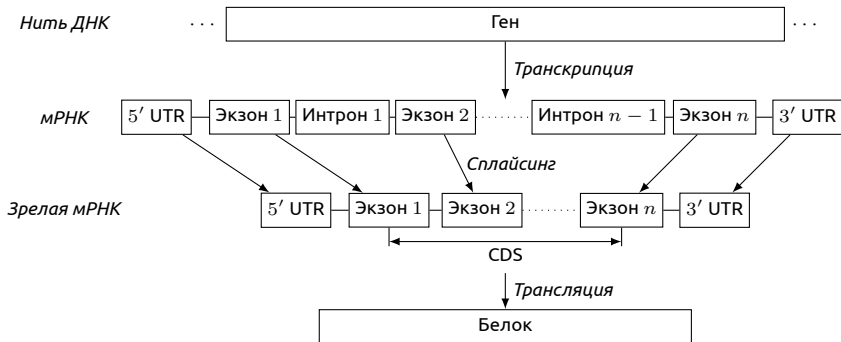 Нить ДНК ... Ген ...
Транскрипция
мРНК 5′ UTR Экзон 1 Интрон 1 Экзон 2 Интрон n − 1 Экзон n 3′ UTR
Сплайсинг
Зрелая мРНК 5′ UTR Экзон 1 Экзон 2 Экзон n 3′ UTR
CDS
Трансляция
Белок